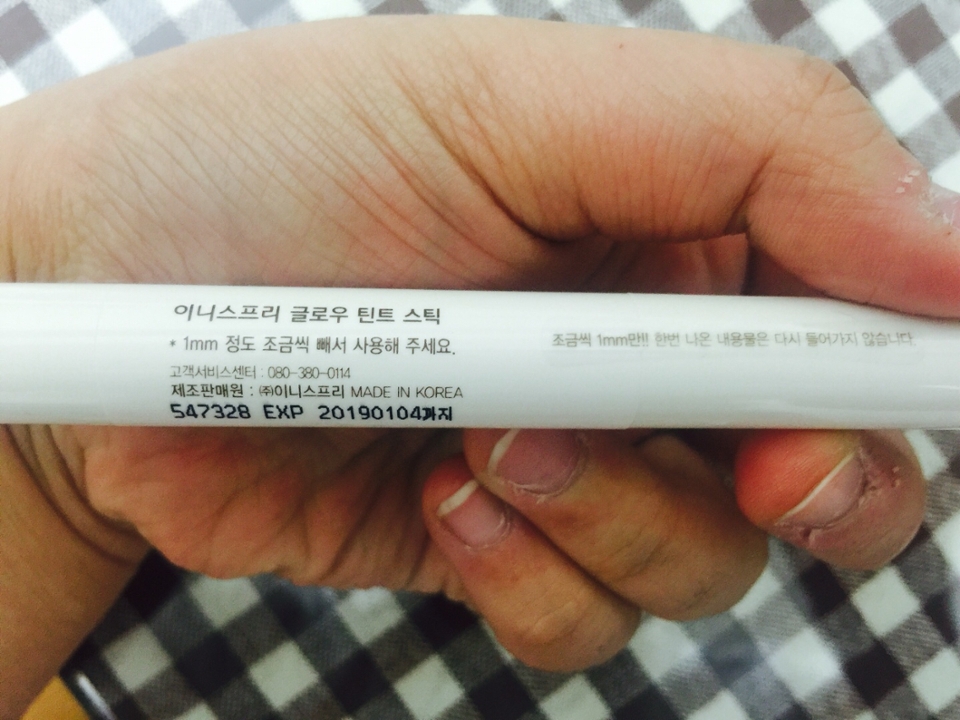 이니스프리 글로우 틴트 스틱
* 1mm 정도 조금씩 빼서 사용해 주세요.
고객서비스센터 : 080-380-0114
제조판매원 : ㈜이니스프리 MADE IN KOREA
547328 EXP 20190104까지
조금씩 1mm만!! 한번 나온 내용물은 다시 들어가지 않습니다.